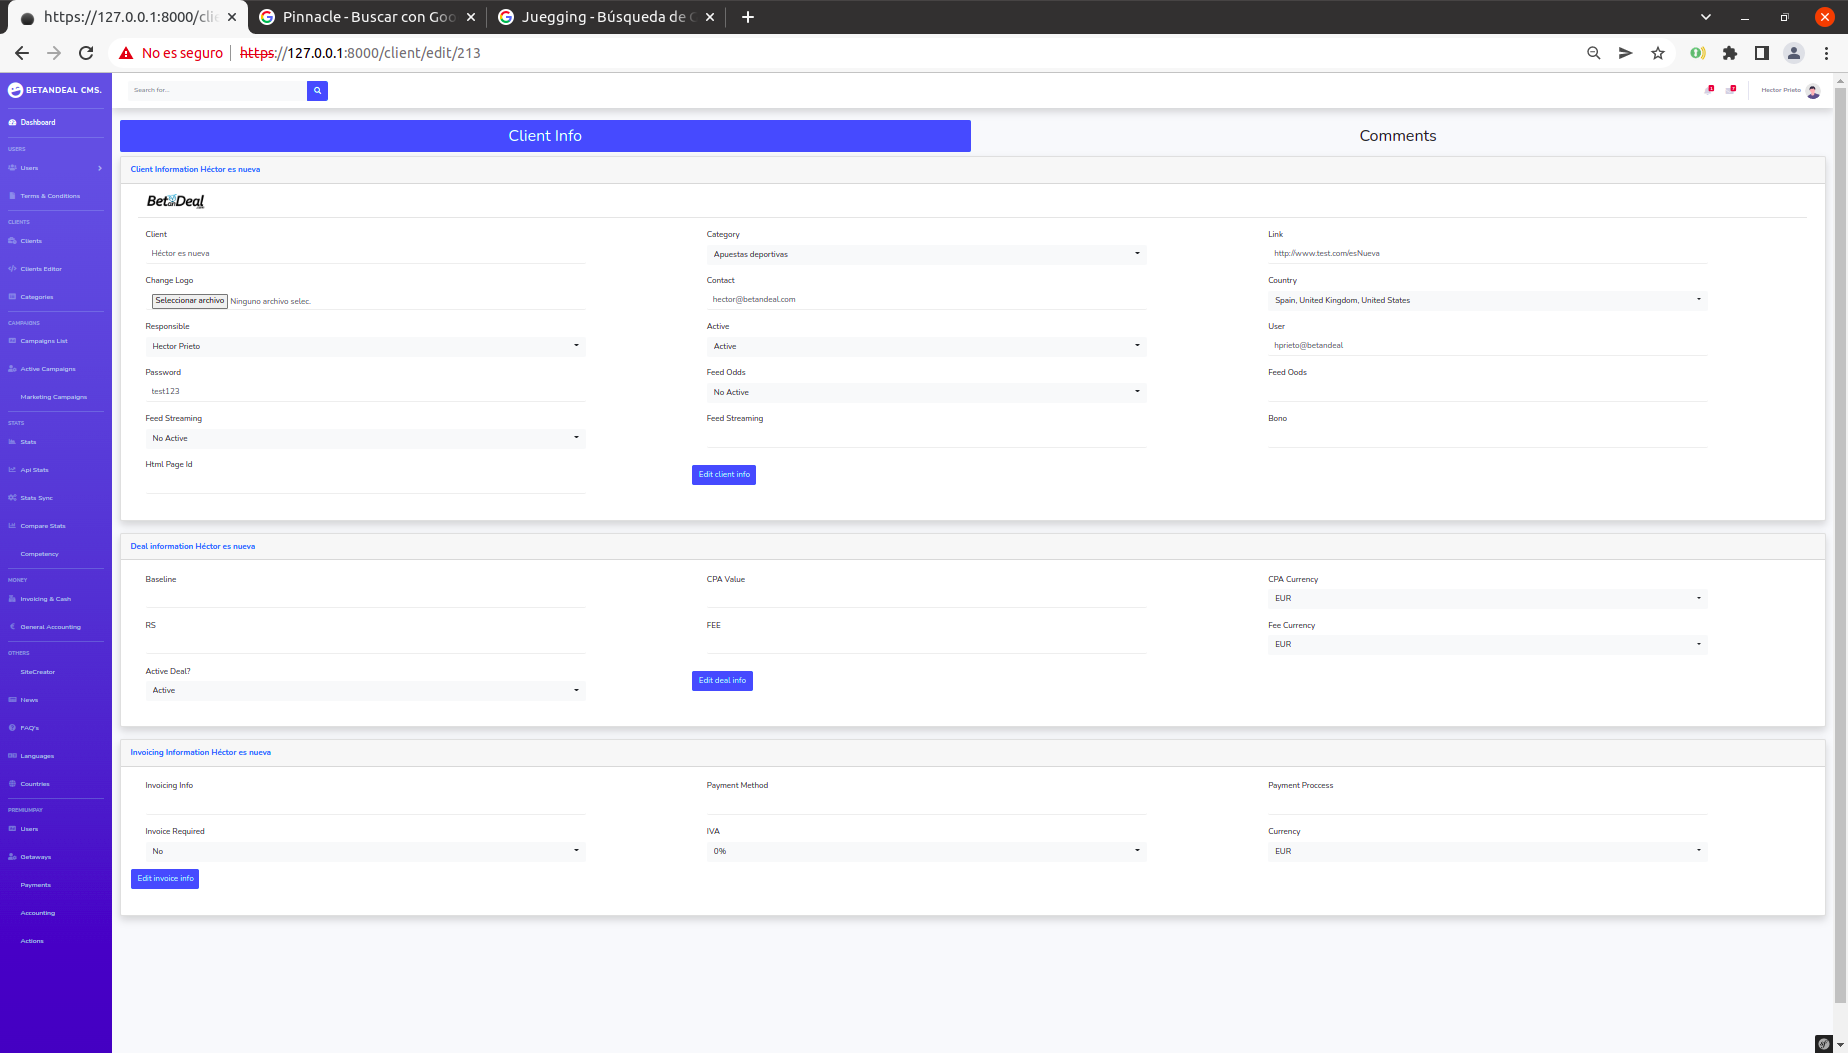 https://127.0.0.1:8000/clie
Pinnacle - Buscar con Goo
Juegging - Búsqueda de G
No es seguro
https://127.0.0.1:8000/client/edit/213
BETANDEAL CMS.
Search for...
Hector Prieto
Dashboard
USERS
Users
Terms & Conditions
CLIENTS
Clients
Clients Editor
Categories
CAMPAIGNS
Campaigns List
Active Campaigns
Marketing Campaigns
STATS
Stats
Api Stats
Stats Sync
Compare Stats
Competency
MONEY
Invoicing & Cash
General Accounting
OTHERS
SiteCreator
News
FAQ's
Languages
Countries
PREMIUMPAY
Users
Getaways
Payments
Accounting
Actions
Client Info
Comments
Client Information Héctor es nueva
BetanDeal
Client
Category
Link
Héctor es nueva
Apuestas deportivas
http://www.test.com/esNueva
Change Logo
Contact
Country
Seleccionar archivo Ninguno archivo selec.
hector@betandeal.com
Spain, United Kingdom, United States
Responsible
Active
User
Hector Prieto
Active
hprieto@betandeal
Password
Feed Odds
Feed Oods
test123
No Active
Feed Streaming
Feed Streaming
Bono
No Active
Html Page Id
Edit client info
Deal information Héctor es nueva
Baseline
CPA Value
CPA Currency
EUR
RS
FEE
Fee Currency
EUR
Active Deal?
Active
Edit deal info
Invoicing Information Héctor es nueva
Invoicing Info
Payment Method
Payment Proccess
Invoice Required
IVA
Currency
No
0%
EUR
Edit invoice info